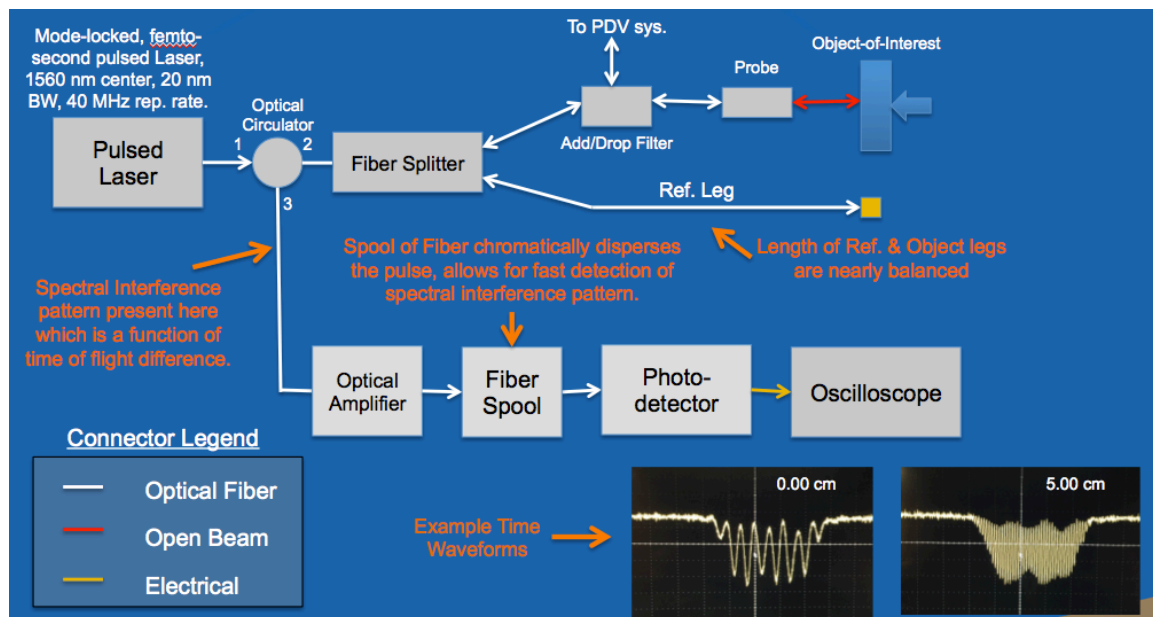 Mode-locked, femto-
second pulsed Laser,
1560 nm center, 20 nm
BW, 40 MHz rep. rate.
Pulsed
Laser
Optical
Circulator
1
2
3
Fiber Splitter
To PDV sys.
Add/Drop Filter
Probe
Object-of-Interest
Ref. Leg
Length of Ref. & Object legs
are nearly balanced
Spool of Fiber chromatically disperses
the pulse, allows for fast detection of
spectral interference pattern.
Spectral Interference
pattern present here
which is a function of
time of flight difference.
Optical
Amplifier
Fiber
Spool
Photo-
detector
Oscilloscope
Connector Legend
Optical Fiber
Open Beam
Electrical
Example Time
Waveforms
0.00 cm
5.00 cm